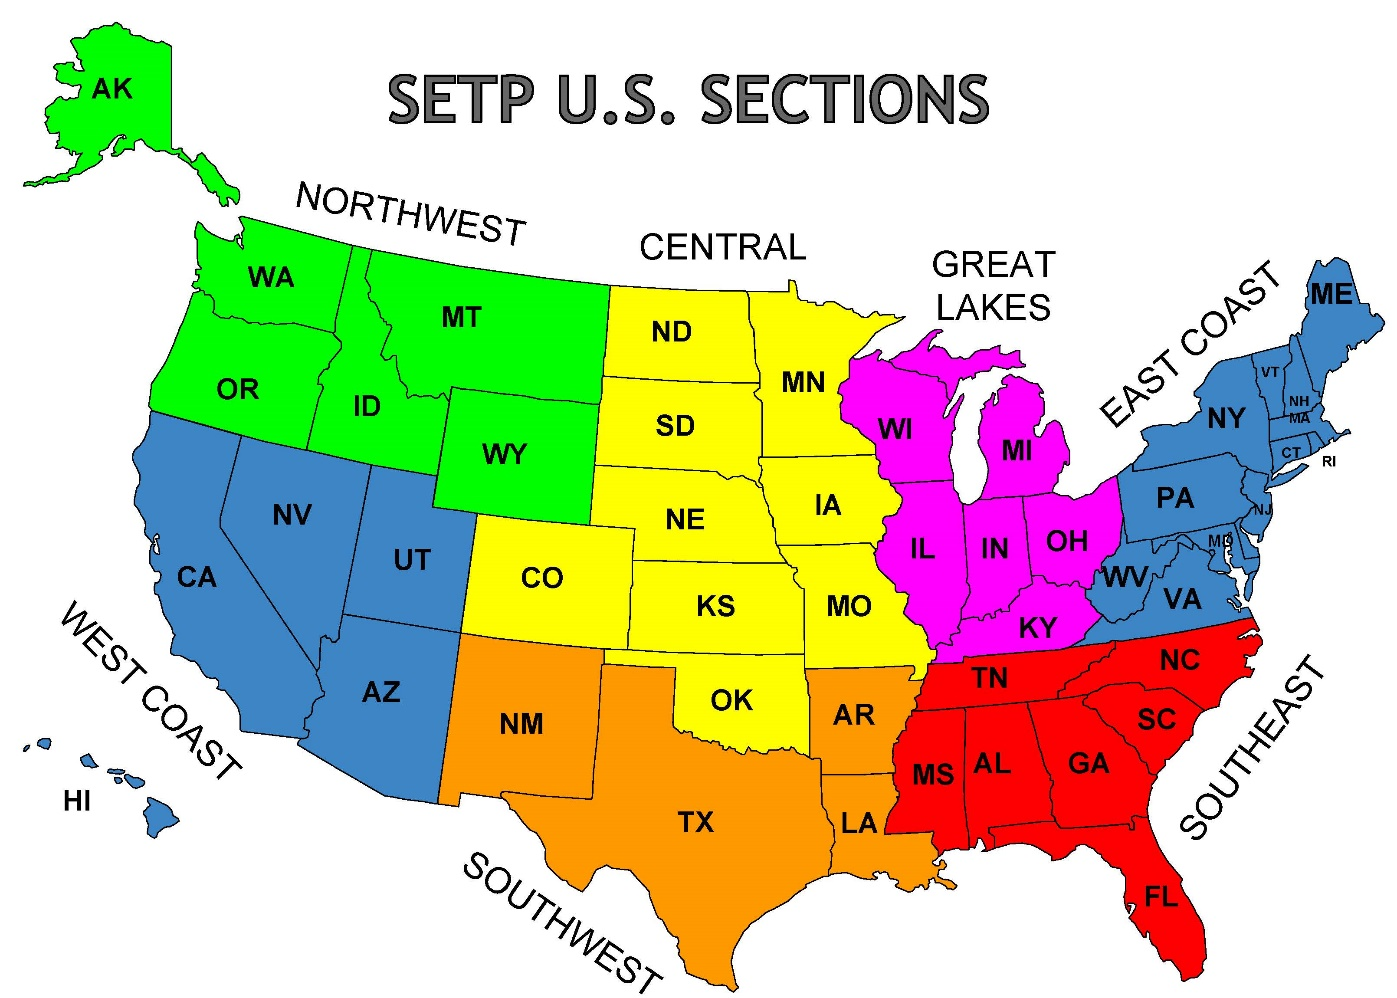 SETP U.S. SECTIONS
AK
NORTHWEST
CENTRAL
GREAT
LAKES
EAST COAST
WEST COAST
SOUTHWEST
SOUTHEAST
WA
OR
ID
MT
WY
ND
SD
NE
MN
IA
CO
KS
MO
OK
WI
MI
IL
IN
OH
KY
ME
VT
NH
MA
NY
CT
RI
PA
NJ
MD
WV
VA
CA
NV
UT
AZ
HI
NM
TX
AR
LA
TN
NC
SC
MS
AL
GA
FL